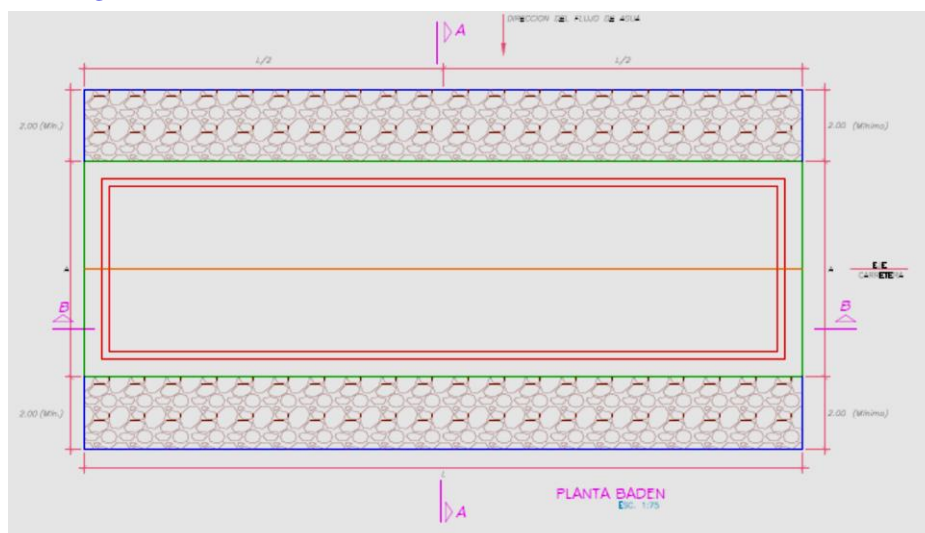 A
DIRECCION DEL FLUJO DE AGUA
L/2
L/2
2.00 (Min.)
2.00 (Minimo)
A
A
EJE
CARRETERA
B
B
2.00 (Min.)
2.00 (Minimo)
L
PLANTA BADEN
ESC. 1:75
A